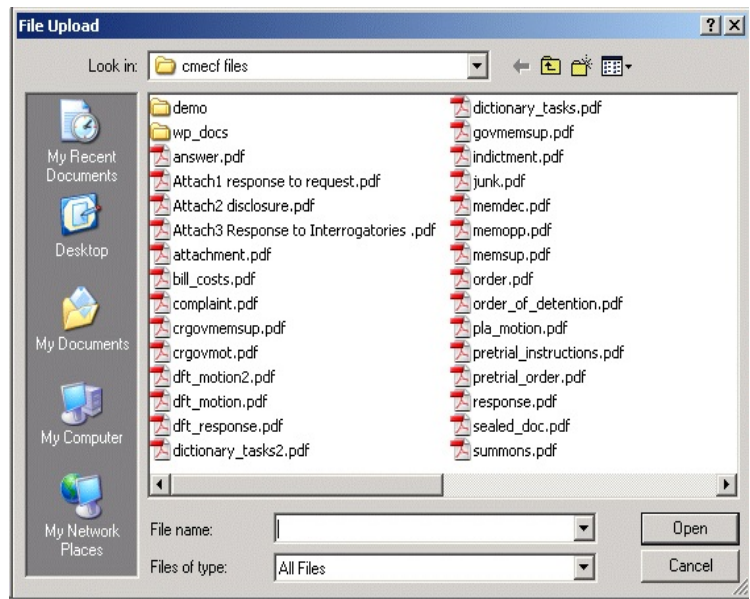 File Upload
Look in: cmecf files
My Recent
Documents
Desktop
My Documents
My Computer
My Network
Places
demo
wp_docs
answer.pdf
Attach1 response to request.pdf
Attach2 disclosure.pdf
Attach3 Response to Interrogatories .pdf
attachment.pdf
bill_costs.pdf
complaint.pdf
crgovmemsup.pdf
crgovmot.pdf
dft_motion2.pdf
dft_motion.pdf
dft_response.pdf
dictionary_tasks2.pdf
dictionary_tasks.pdf
govmemsup.pdf
indictment.pdf
junk.pdf
memdec.pdf
memopp.pdf
memsup.pdf
order.pdf
order_of_detention.pdf
pla_motion.pdf
pretrial_instructions.pdf
pretrial_order.pdf
response.pdf
sealed_doc.pdf
summons.pdf
File name: Open
Files of type: All Files Cancel